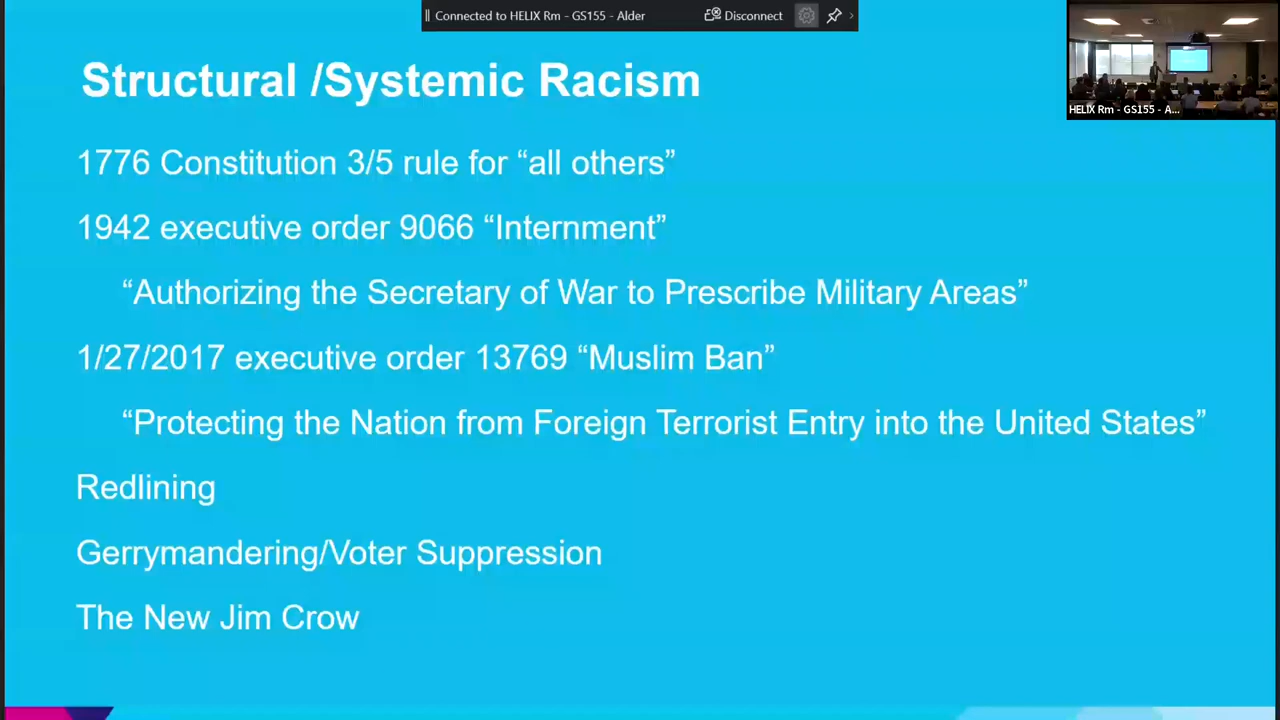 Connected to HELIX Rm - GS155 - Alder
Disconnect
HELIX Rm - GS155 - A...
Structural /Systemic Racism
1776 Constitution 3/5 rule for “all others”
1942 executive order 9066 “Internment”
“Authorizing the Secretary of War to Prescribe Military Areas”
1/27/2017 executive order 13769 “Muslim Ban”
“Protecting the Nation from Foreign Terrorist Entry into the United States”
Redlining
Gerrymandering/Voter Suppression
The New Jim Crow